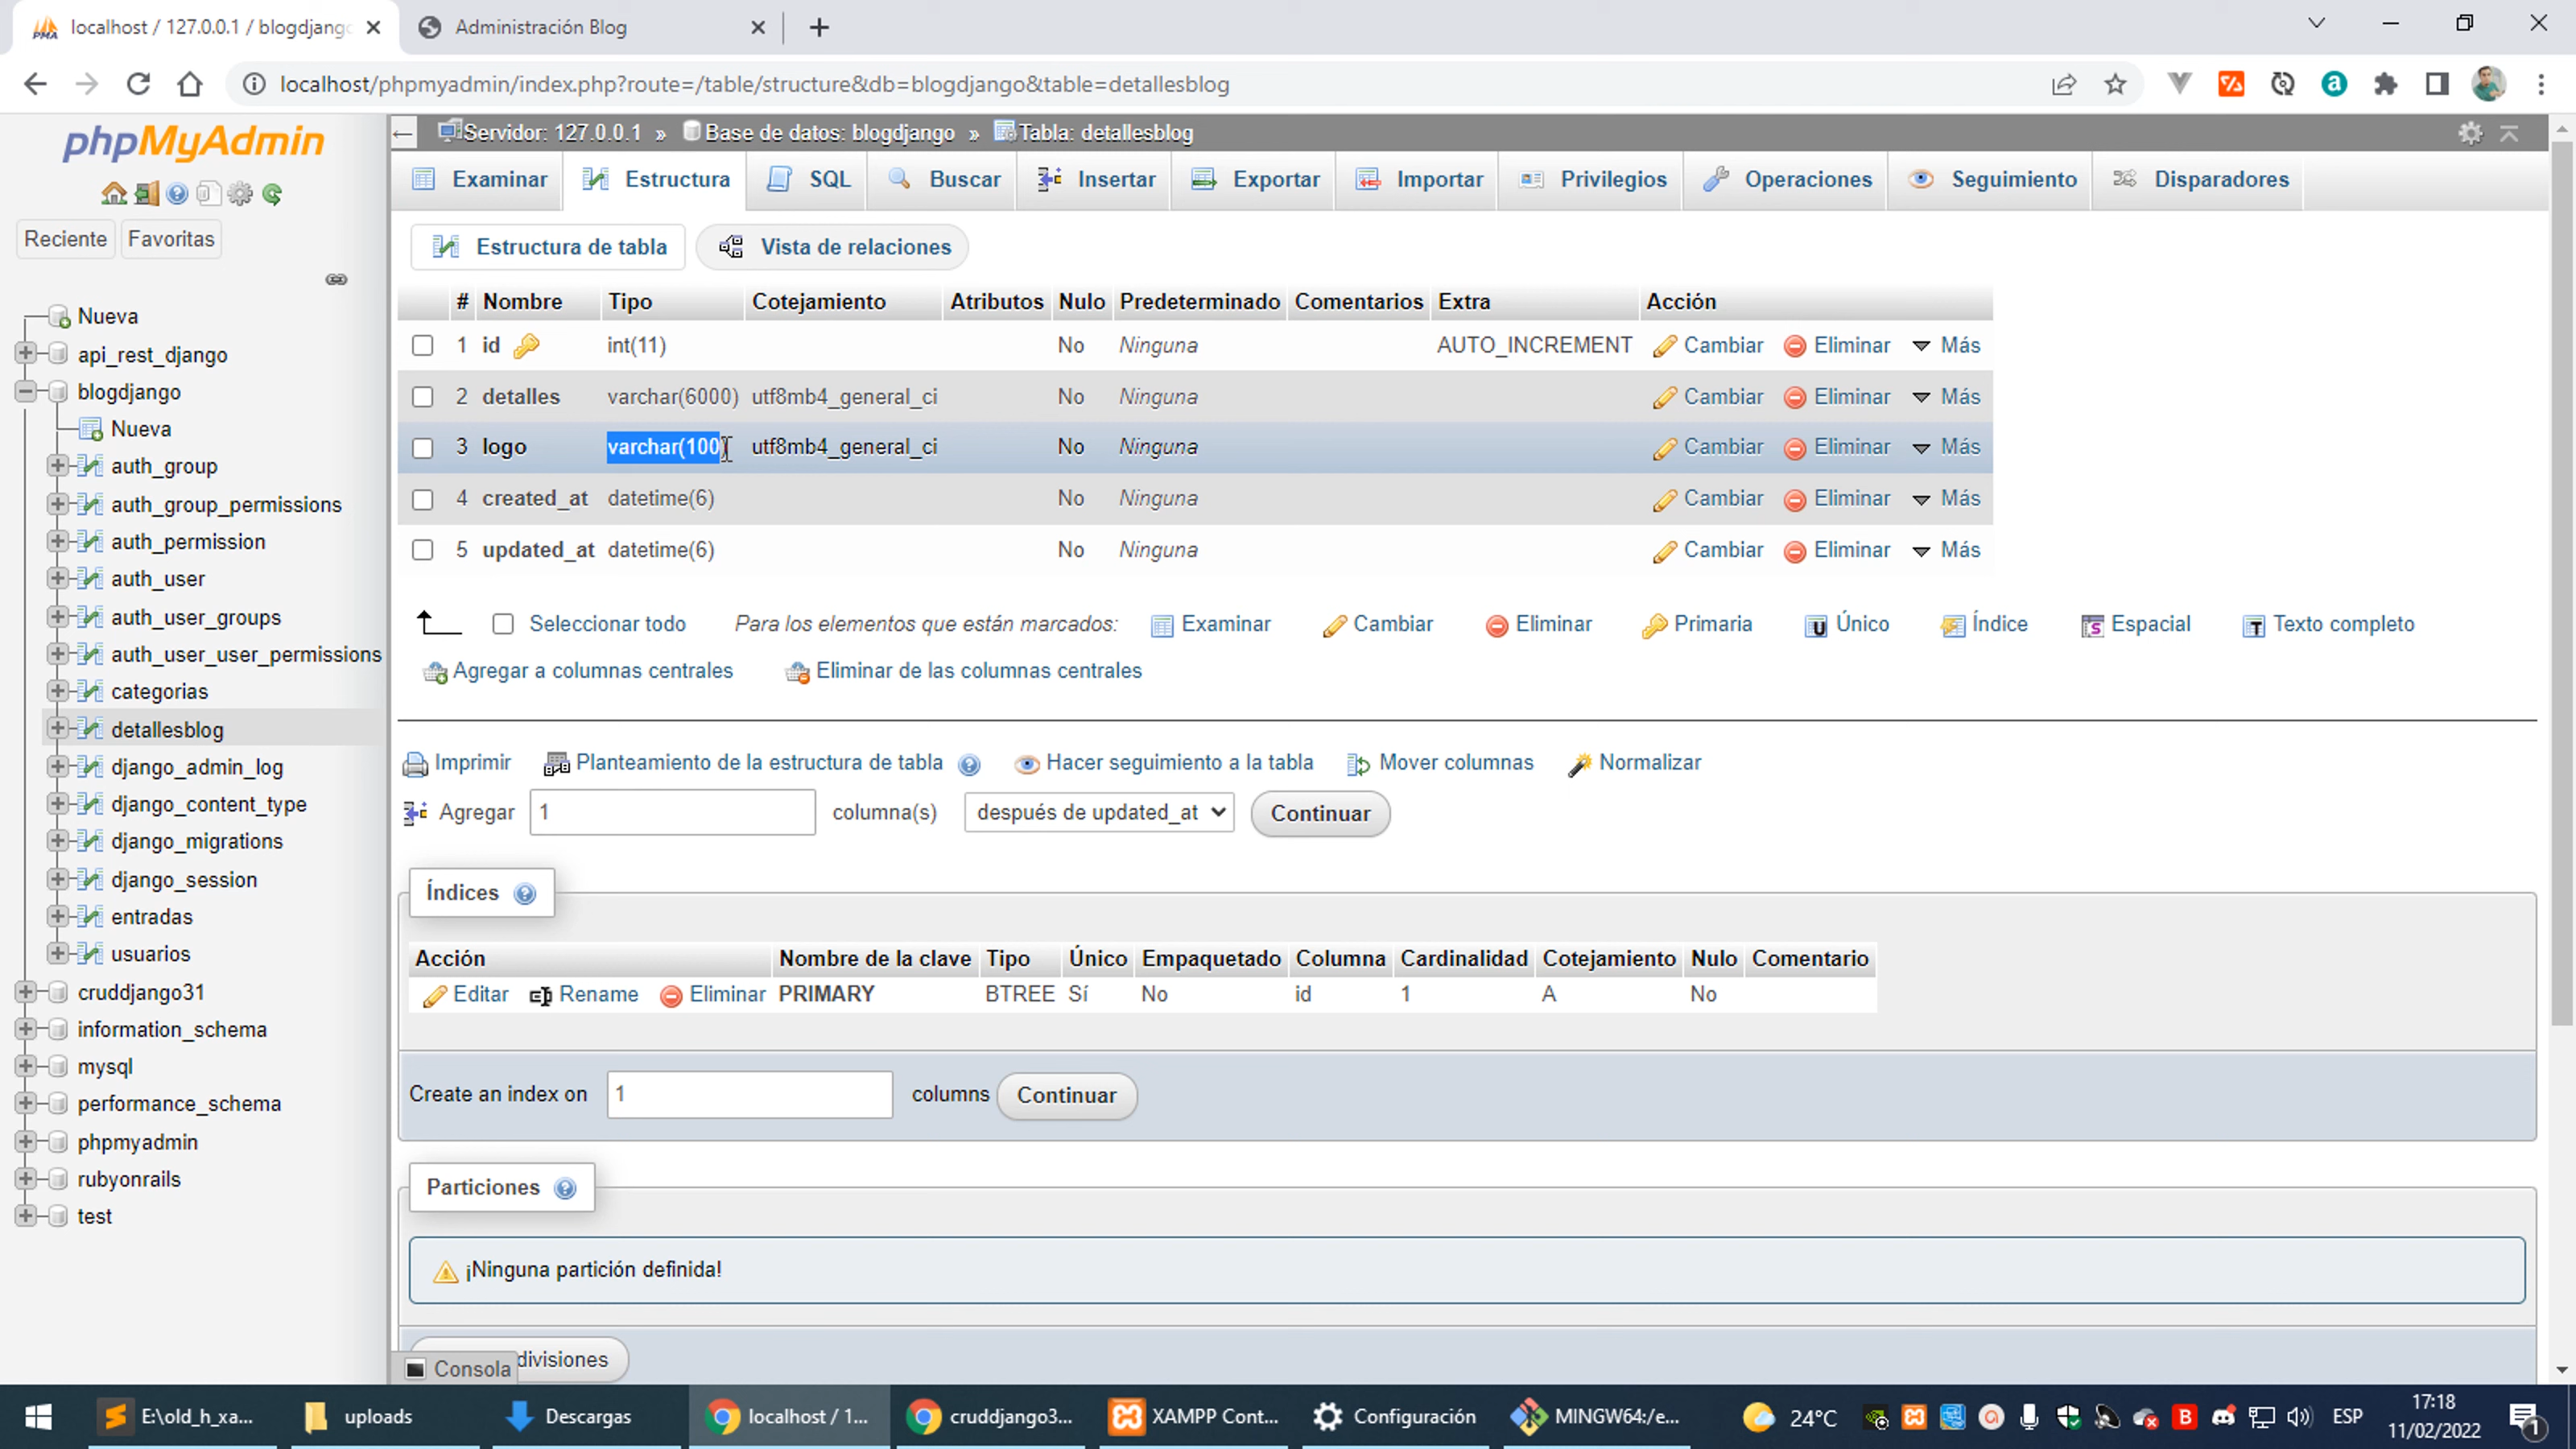 localhost / 127.0.0.1 / blogdjango
Administración Blog
localhost/phpmyadmin/index.php?route=/table/structure&db=blogdjango&table=detallesblog
phpMyAdmin
Reciente
Favoritas
Nueva
api_rest_django
blogdjango
Nueva
auth_group
auth_group_permissions
auth_permission
auth_user
auth_user_groups
auth_user_user_permissions
categorias
detallesblog
django_admin_log
django_content_type
django_migrations
django_session
entradas
usuarios
cruddjango31
information_schema
mysql
performance_schema
phpmyadmin
rubyonrails
test
Servidor: 127.0.0.1 » Base de datos: blogdjango » Tabla: detallesblog
Examinar Estructura SQL Buscar Insertar Exportar Importar Privilegios Operaciones Seguimiento Disparadores
Estructura de tabla Vista de relaciones
# Nombre Tipo Cotejamiento Atributos Nulo Predeterminado Comentarios Extra Acción
1 id int(11) No Ninguna AUTO_INCREMENT Cambiar Eliminar Más
2 detalles varchar(6000) utf8mb4_general_ci No Ninguna Cambiar Eliminar Más
3 logo varchar(100) utf8mb4_general_ci No Ninguna Cambiar Eliminar Más
4 created_at datetime(6) No Ninguna Cambiar Eliminar Más
5 updated_at datetime(6) No Ninguna Cambiar Eliminar Más
Seleccionar todo Para los elementos que están marcados: Examinar Cambiar Eliminar Primaria Único Índice Espacial Texto completo
Agregar a columnas centrales Eliminar de las columnas centrales
Imprimir Planteamiento de la estructura de tabla Hacer seguimiento a la tabla Mover columnas Normalizar
Agregar 1 columna(s) después de updated_at Continuar
Índices
Acción Nombre de la clave Tipo Único Empaquetado Columna Cardinalidad Cotejamiento Nulo Comentario
Editar Rename Eliminar PRIMARY BTREE Sí No id 1 A No
Create an index on 1 columns Continuar
Particiones
¡Ninguna partición definida!
Consola divisiones
E:\old_h_xa... uploads Descargas localhost / 1... cruddjango3... XAMPP Cont... Configuración MINGW64:/e... 24°C ESP
17:18
11/02/2022
1